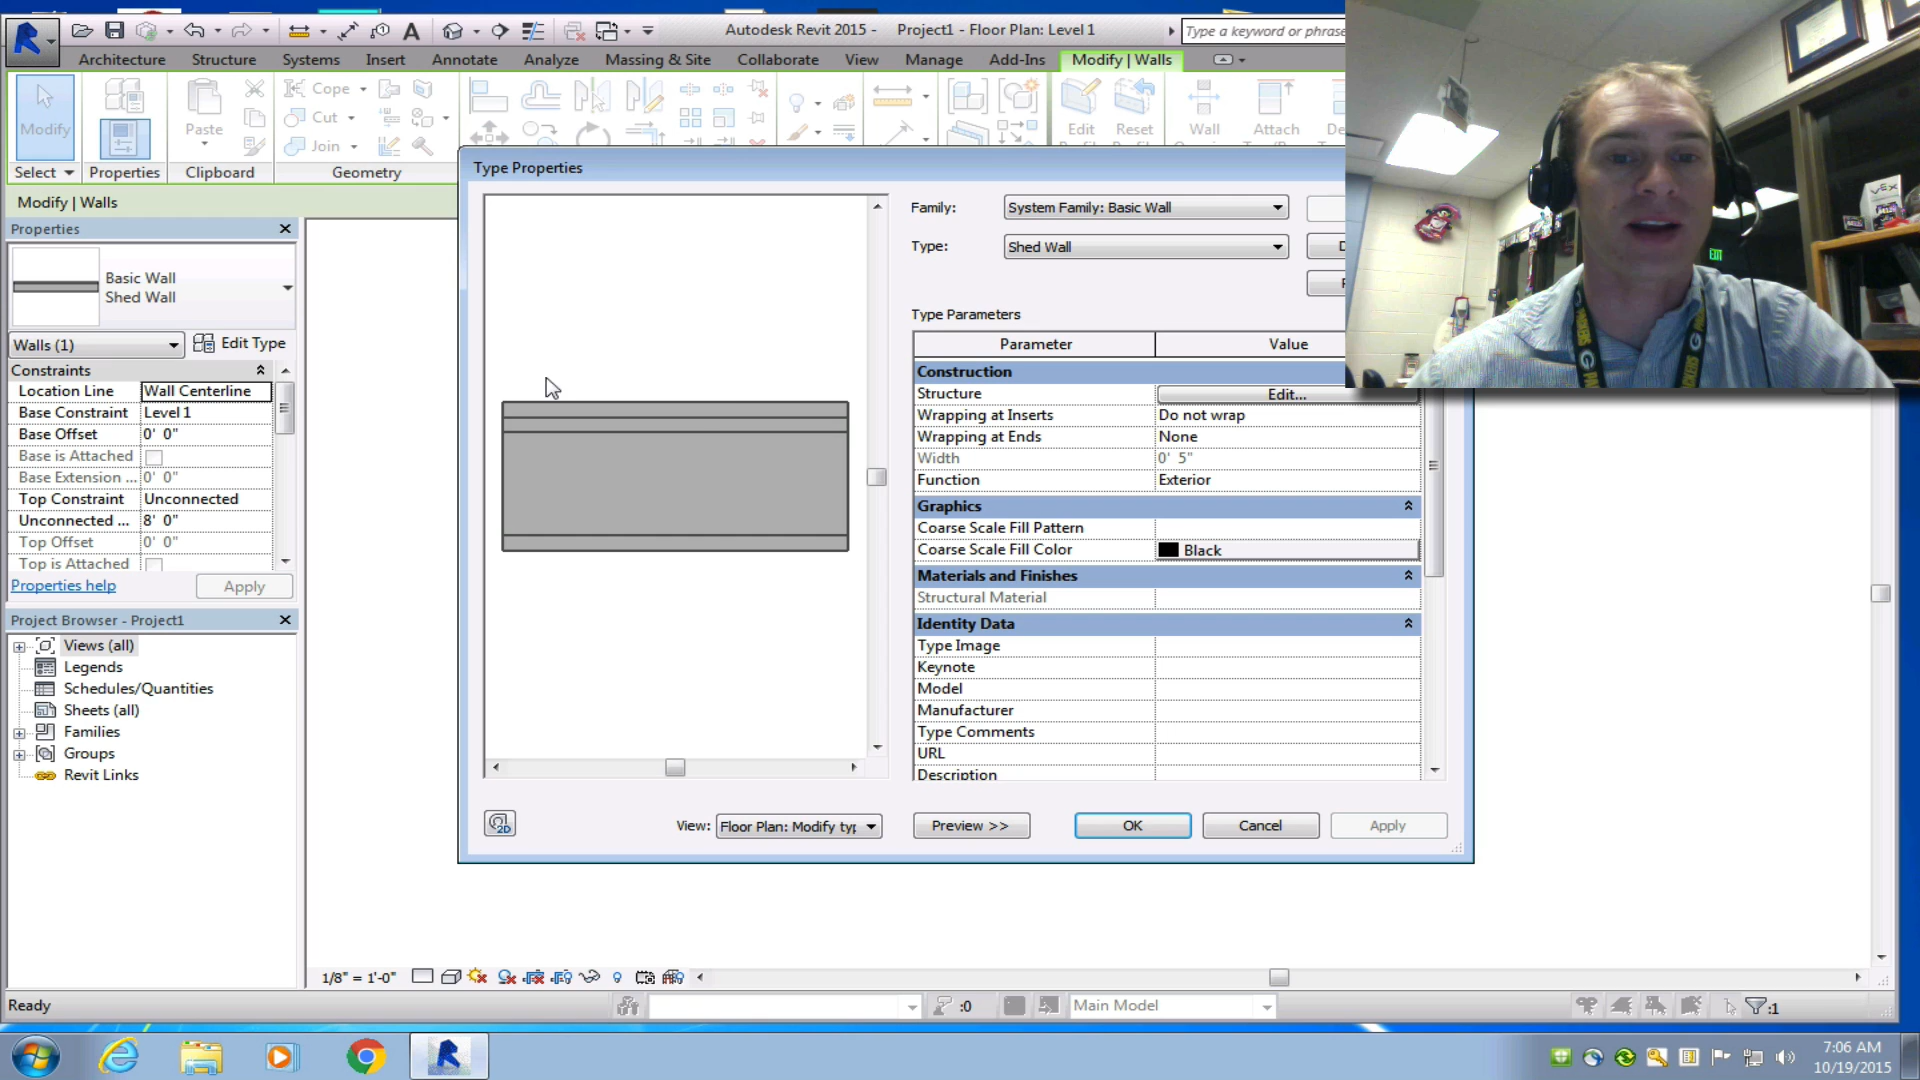 Autodesk Revit 2015 -
Project1 - Floor Plan: Level 1
Type a keyword or phrase
Architecture
Structure
Systems
Insert
Annotate
Analyze
Massing & Site
Collaborate
View
Manage
Add-Ins
Modify | Walls
Modify
Paste
Cope
Cut
Join
Edit
Reset
Wall
Attach
Select
Properties
Clipboard
Geometry
Modify | Walls
Properties
Basic Wall
Shed Wall
Walls (1)
Edit Type
Constraints
Location Line Wall Centerline
Base Constraint Level 1
Base Offset 0' 0"
Base is Attached
Base Extension ... 0' 0"
Top Constraint Unconnected
Unconnected ... 8' 0"
Top Offset 0' 0"
Top is Attached
Properties help
Apply
Project Browser - Project1
Views (all)
Legends
Schedules/Quantities
Sheets (all)
Families
Groups
Revit Links
Type Properties
Family: System Family: Basic Wall
Type: Shed Wall
Type Parameters
Parameter Value
Construction
Structure Edit...
Wrapping at Inserts Do not wrap
Wrapping at Ends None
Width 0' 5"
Function Exterior
Graphics
Coarse Scale Fill Pattern
Coarse Scale Fill Color Black
Materials and Finishes
Structural Material
Identity Data
Type Image
Keynote
Model
Manufacturer
Type Comments
URL
Description
2D
View: Floor Plan: Modify typ
Preview >>
OK
Cancel
Apply
EXIT
VEX
PACKERS
1/8" = 1'-0"
Ready
:0
Main Model
:1
7:06 AM
10/19/2015